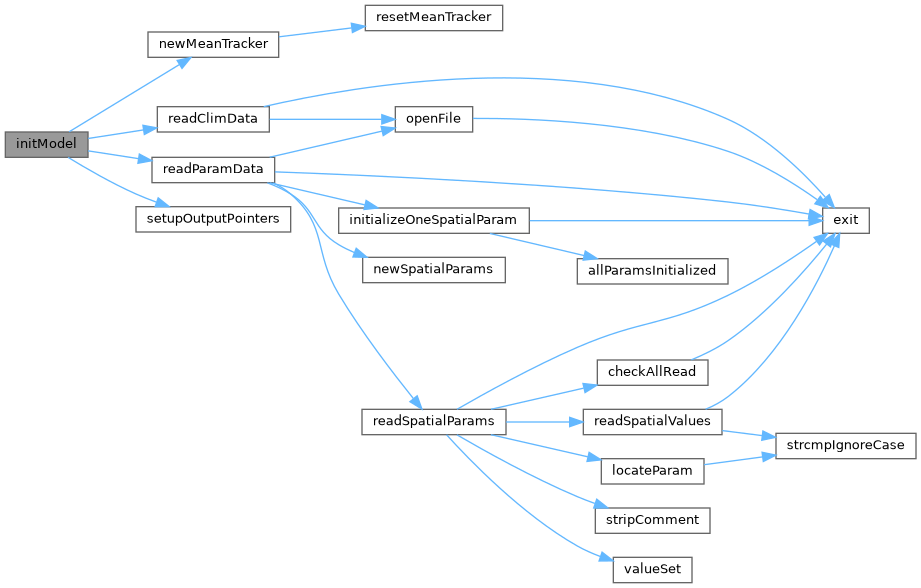 resetMeanTracker
newMeanTracker
readClimData
openFile
initModel
readParamData
setupOutputPointers
initializeOneSpatialParam
exit
newSpatialParams
allParamsInitialized
checkAllRead
readSpatialParams
readSpatialValues
strcmpIgnoreCase
locateParam
stripComment
valueSet